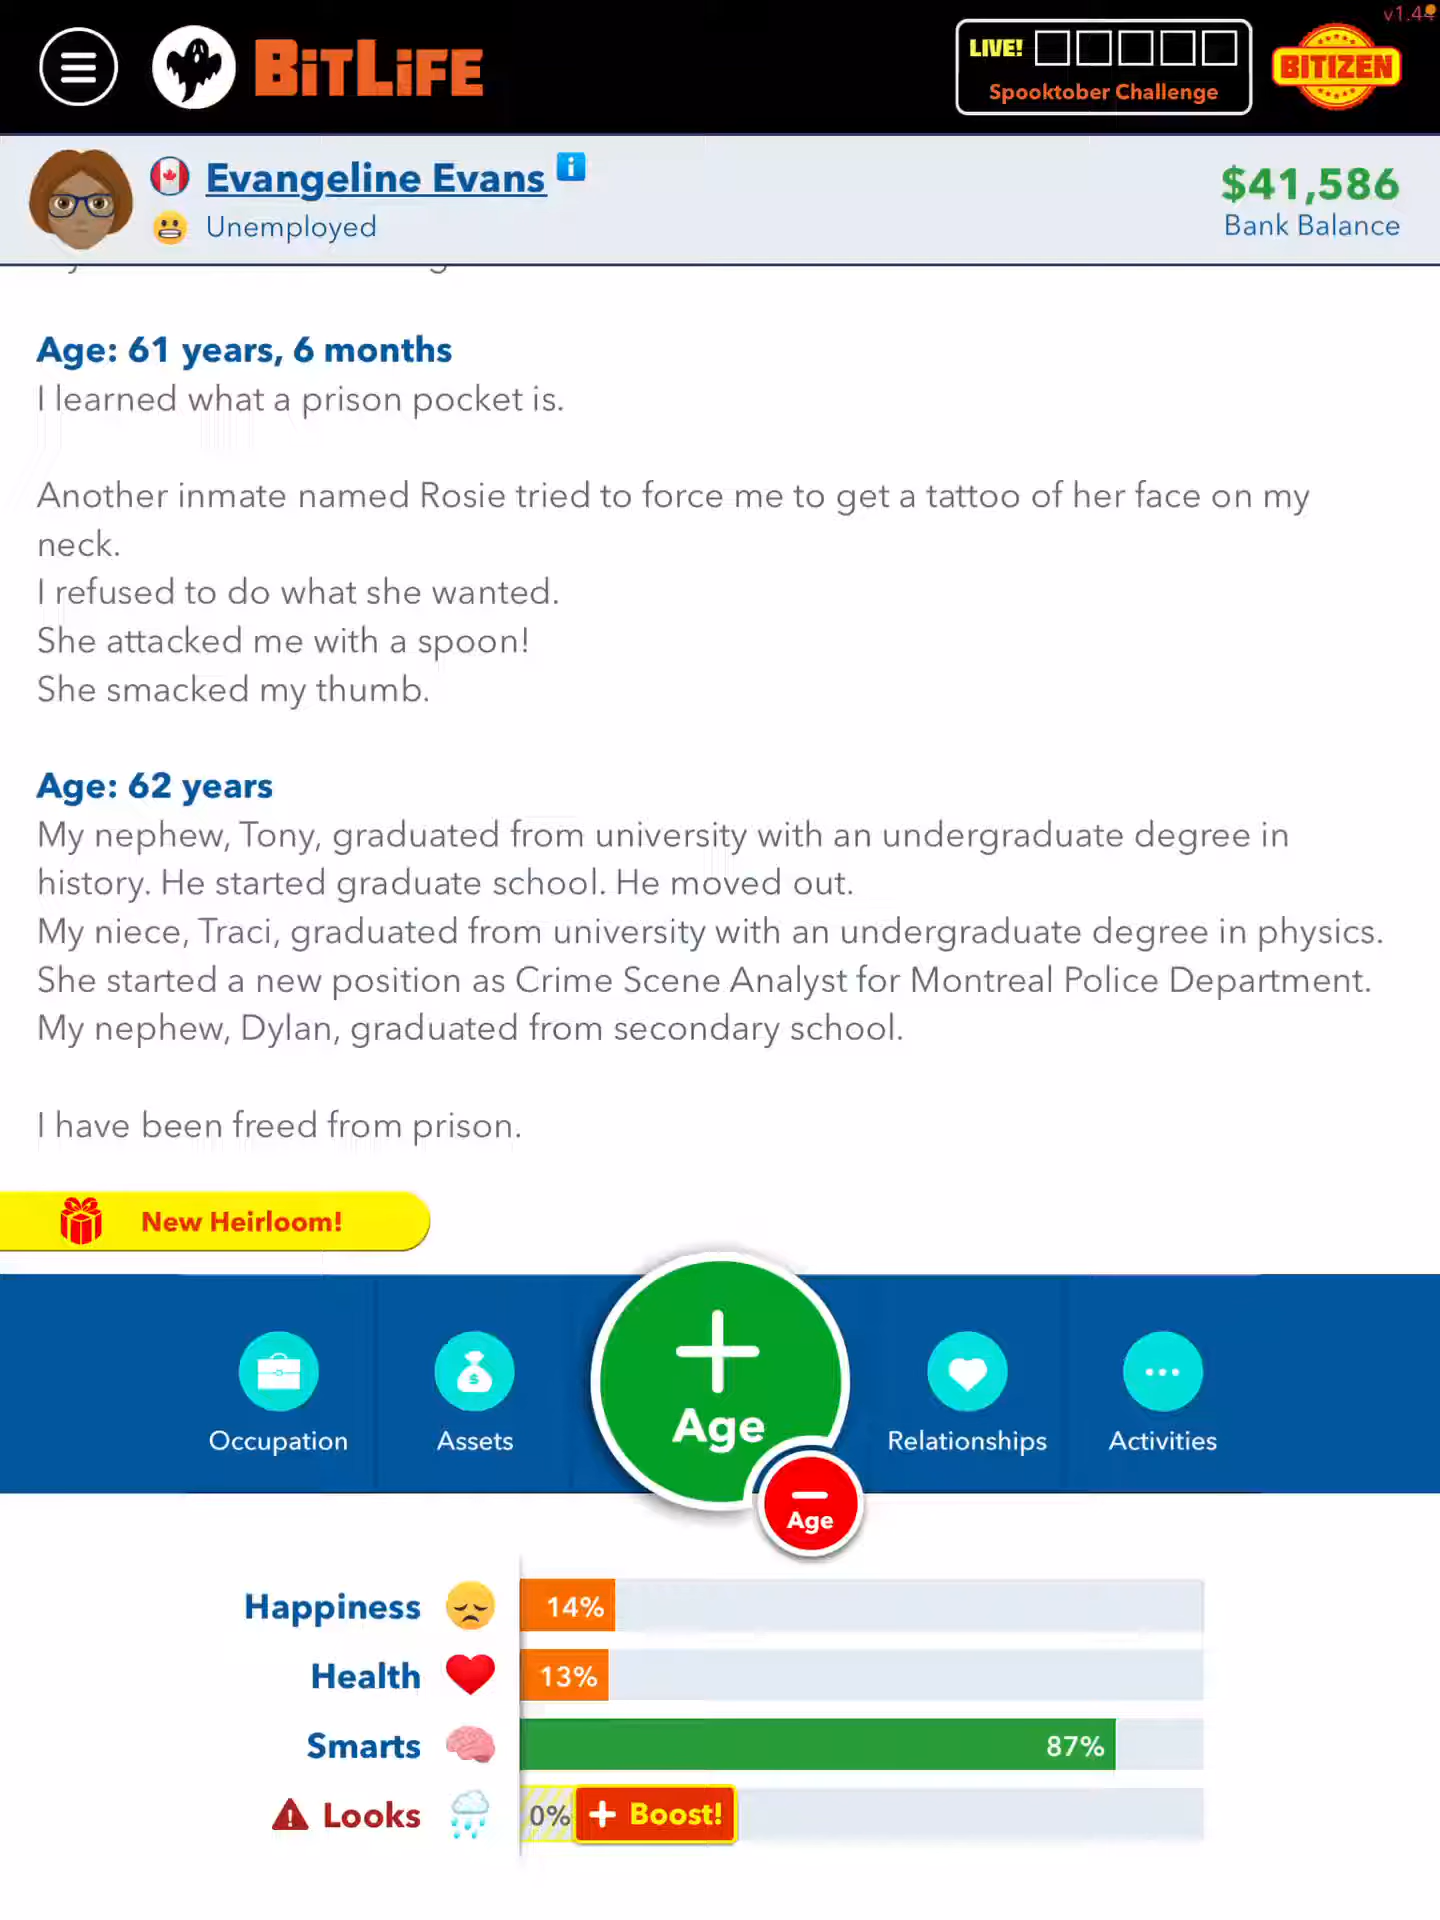 v1.44
BITLIFE
LIVE!
Spooktober Challenge
BITIZEN
Evangeline Evans
Unemployed
$41,586
Bank Balance
Age: 61 years, 6 months
I learned what a prison pocket is.
Another inmate named Rosie tried to force me to get a tattoo of her face on my
neck.
I refused to do what she wanted.
She attacked me with a spoon!
She smacked my thumb.
Age: 62 years
My nephew, Tony, graduated from university with an undergraduate degree in
history. He started graduate school. He moved out.
My niece, Traci, graduated from university with an undergraduate degree in physics.
She started a new position as Crime Scene Analyst for Montreal Police Department.
My nephew, Dylan, graduated from secondary school.
I have been freed from prison.
New Heirloom!
Occupation
Assets
Age
Relationships
Activities
Age
Happiness 14%
Health 13%
Smarts 87%
Looks 0% + Boost!